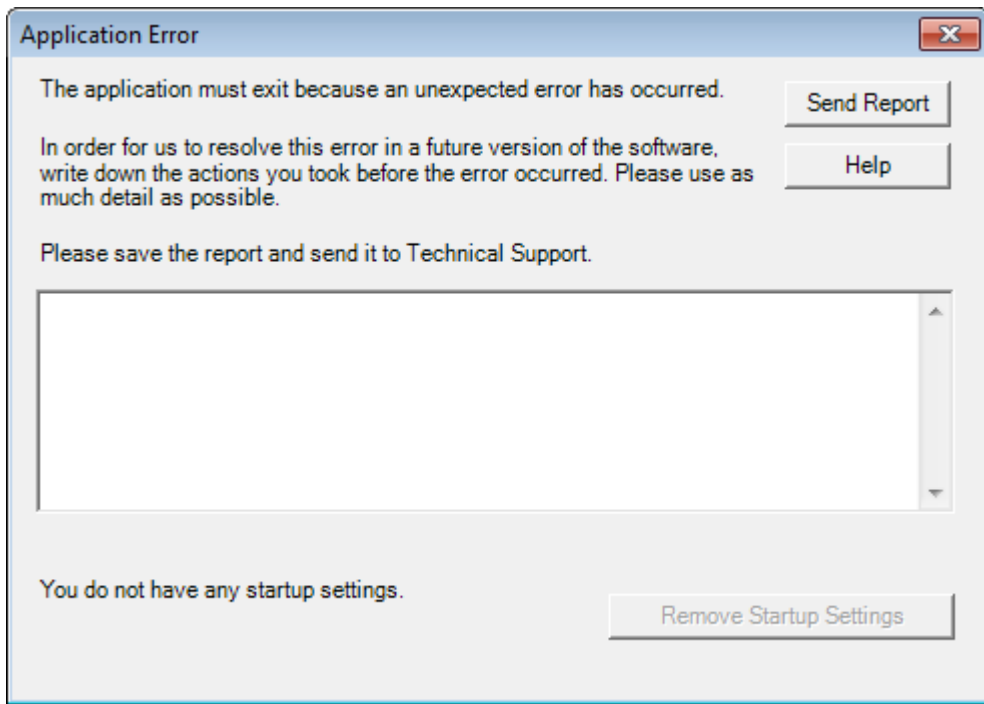 Application Error
The application must exit because an unexpected error has occurred.
Send Report
In order for us to resolve this error in a future version of the software,
write down the actions you took before the error occurred. Please use as
much detail as possible.
Help
Please save the report and send it to Technical Support.
You do not have any startup settings.
Remove Startup Settings